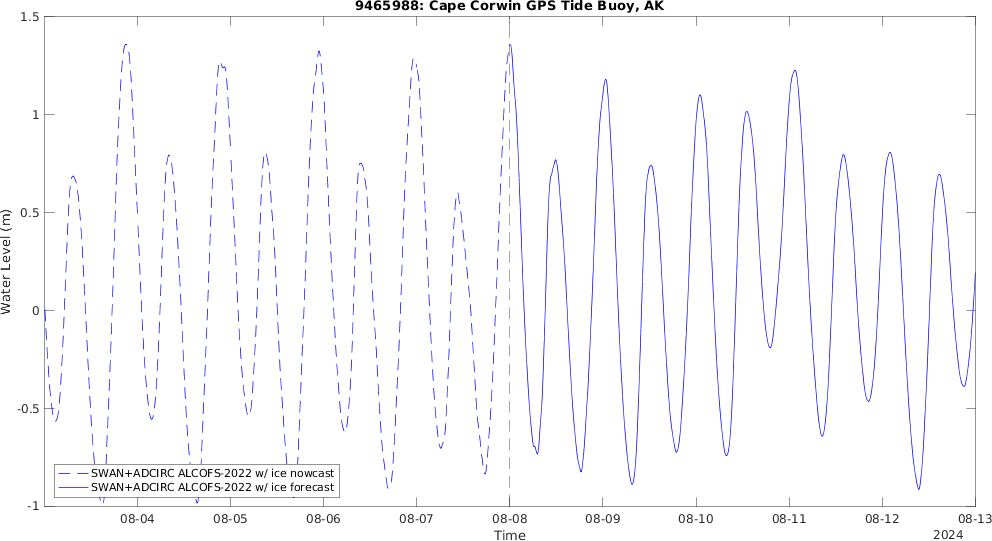 9465988: Cape Corwin GPS Tide Buoy, AK
1.5
1
0.5
0
-0.5
-1
Water Level (m)
SWAN+ADCIRC ALCOFS-2022 w/ ice nowcast
SWAN+ADCIRC ALCOFS-2022 w/ ice forecast
08-04 08-05 08-06 08-07 08-08 08-09 08-10 08-11 08-12 08-13
Time
2024